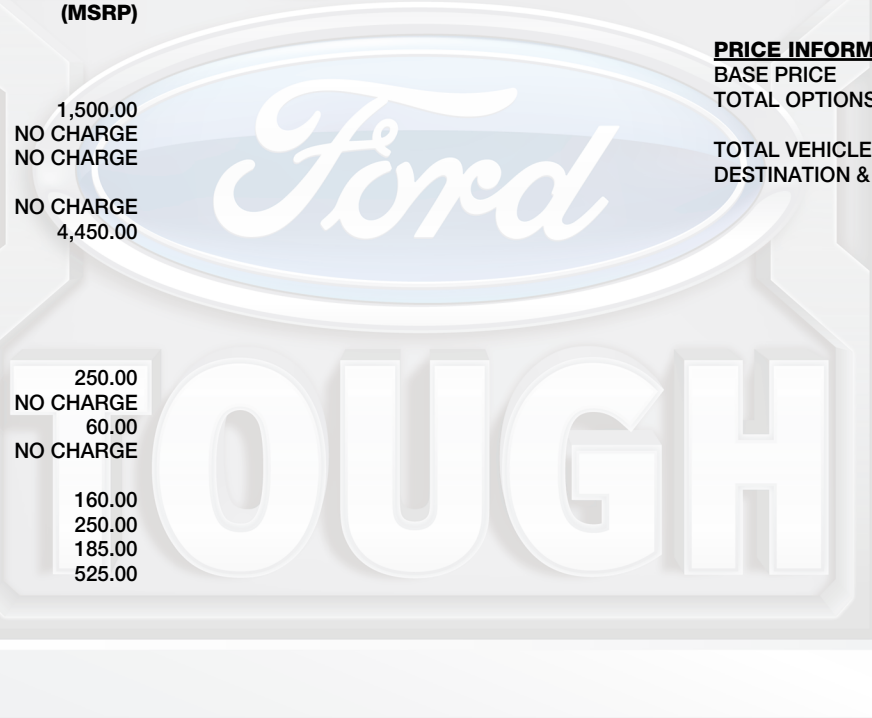 (MSRP)
1,500.00
NO CHARGE
NO CHARGE
NO CHARGE
4,450.00
250.00
NO CHARGE
60.00
NO CHARGE
160.00
250.00
185.00
525.00
PRICE INFORM
BASE PRICE
TOTAL OPTIONS
TOTAL VEHICLE
DESTINATION &
Ford
TOUGH